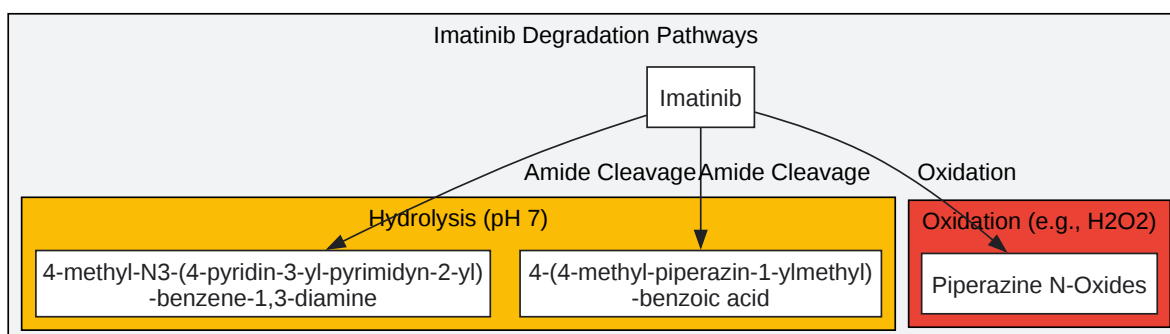 Imatinib Degradation Pathways
Imatinib
Amide Cleavage
Amide Cleavage
Oxidation
Hydrolysis (pH 7)
Oxidation (e.g., H2O2)
4-methyl-N3-(4-pyridin-3-yl-pyrimidyn-2-yl)
-benzene-1,3-diamine
4-(4-methyl-piperazin-1-ylmethyl)
-benzoic acid
Piperazine N-Oxides